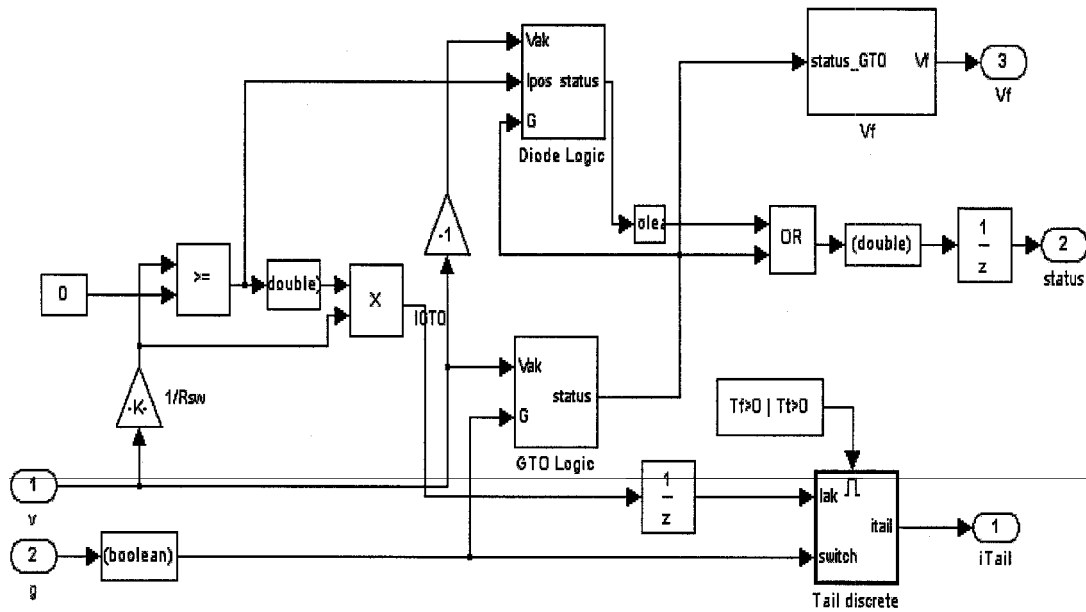 Vak
Ipos status
G
Diode Logic
status_GTO Vf
Vf
3
Vf
-1
olea
OR
(double)
1
z
2
status
0
>=
double)
X
IGTO
Vak
status
G
GTO Logic
-K-
1/Rsw
Tf>0 | Tt>0
1
v
1
z
Iak
itail
switch
Tail discrete
1
iTail
2
g
(boolean)